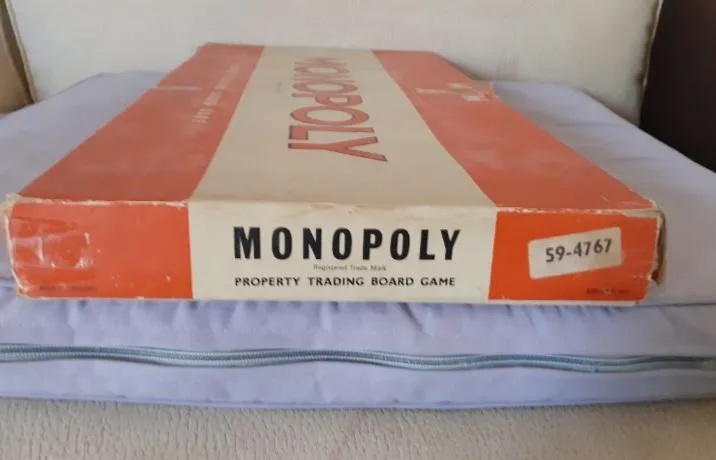 MONOPOLY
MONOPOLY
Registered Trade Mark
PROPERTY TRADING BOARD GAME
59-4767